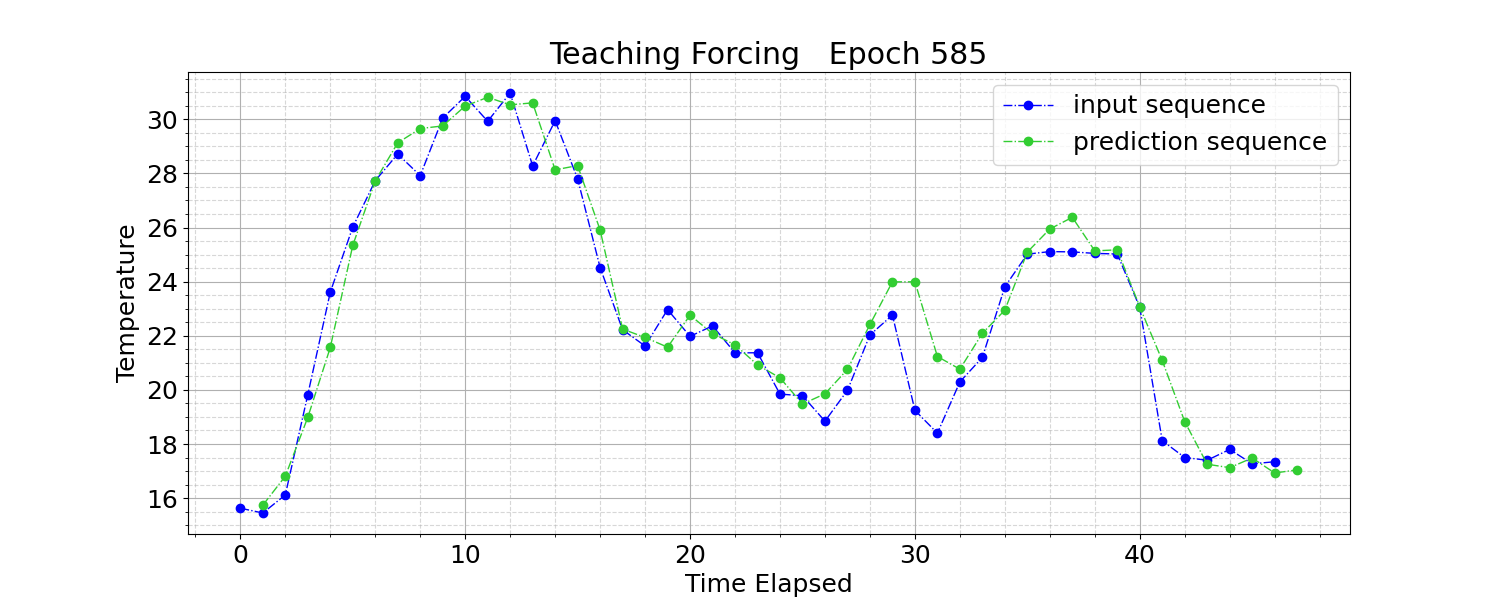 Teaching Forcing   Epoch 585
input sequence
prediction sequence
Temperature
30
28
26
24
22
20
18
16
0 10 20 30 40
Time Elapsed